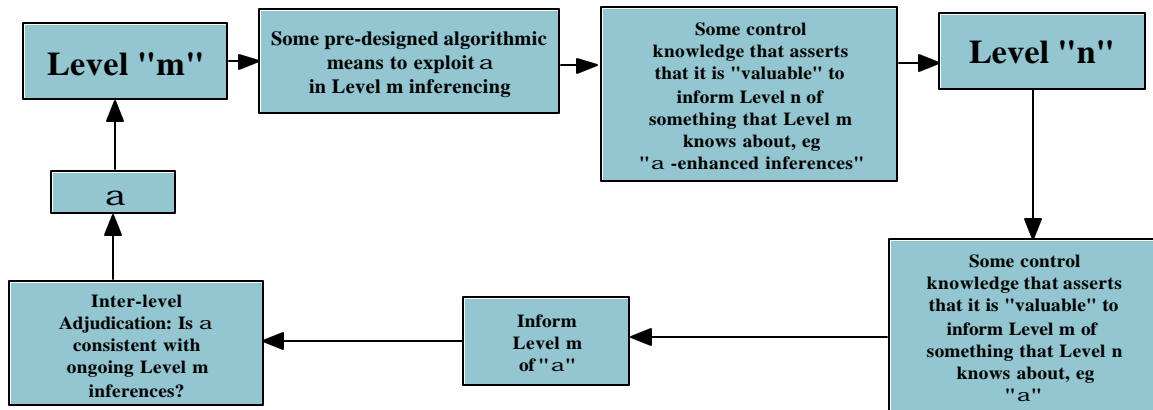 Level "m"
Some pre-designed algorithmic
means to exploit a
in Level m inferencing
Some control
knowledge that asserts
that it is "valuable" to
inform Level n of
something that Level m
knows about, eg
"a -enhanced inferences"
Level "n"
Some control
knowledge that asserts
that it is "valuable" to
inform Level m of
something that Level n
knows about, eg
"a"
Inform
Level m
of "a"
Inter-level
Adjudication: Is a
consistent with
ongoing Level m
inferences?
a